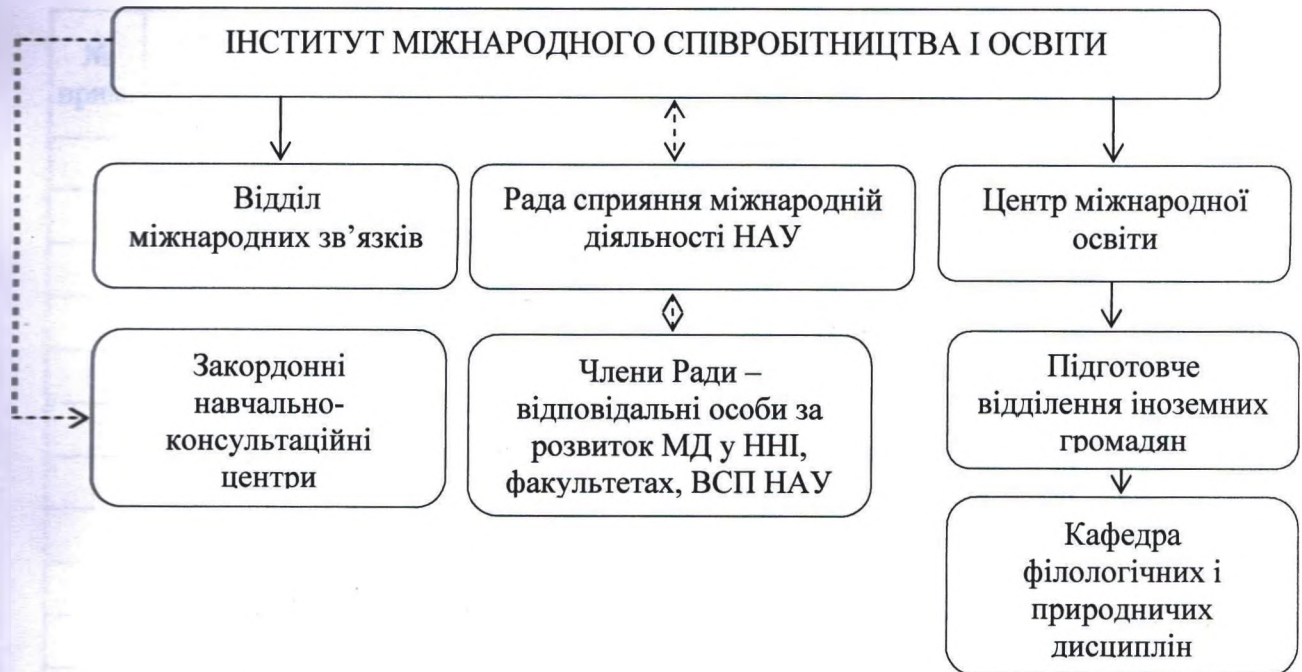 ІНСТИТУТ МІЖНАРОДНОГО СПІВРОБІТНИЦТВА І ОСВІТИ
Відділ
міжнародних зв’язків
Рада сприяння міжнародній
діяльності НАУ
Центр міжнародної
освіти
Закордонні
навчально-
консультаційні
центри
Члени Ради –
відповідальні особи за
розвиток МД у ННІ,
факультетах, ВСП НАУ
Підготовче
відділення іноземних
громадян
Кафедра
філологічних і
природничих
дисциплін